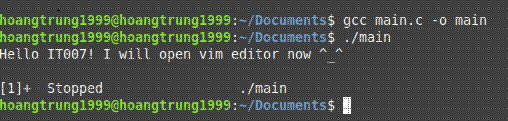 hoangtrung1999@hoangtrung1999:~/Documents$ gcc main.c -o main
hoangtrung1999@hoangtrung1999:~/Documents$ ./main
Hello IT007! I will open vim editor now ^_^
[1]+  Stopped                 ./main
hoangtrung1999@hoangtrung1999:~/Documents$